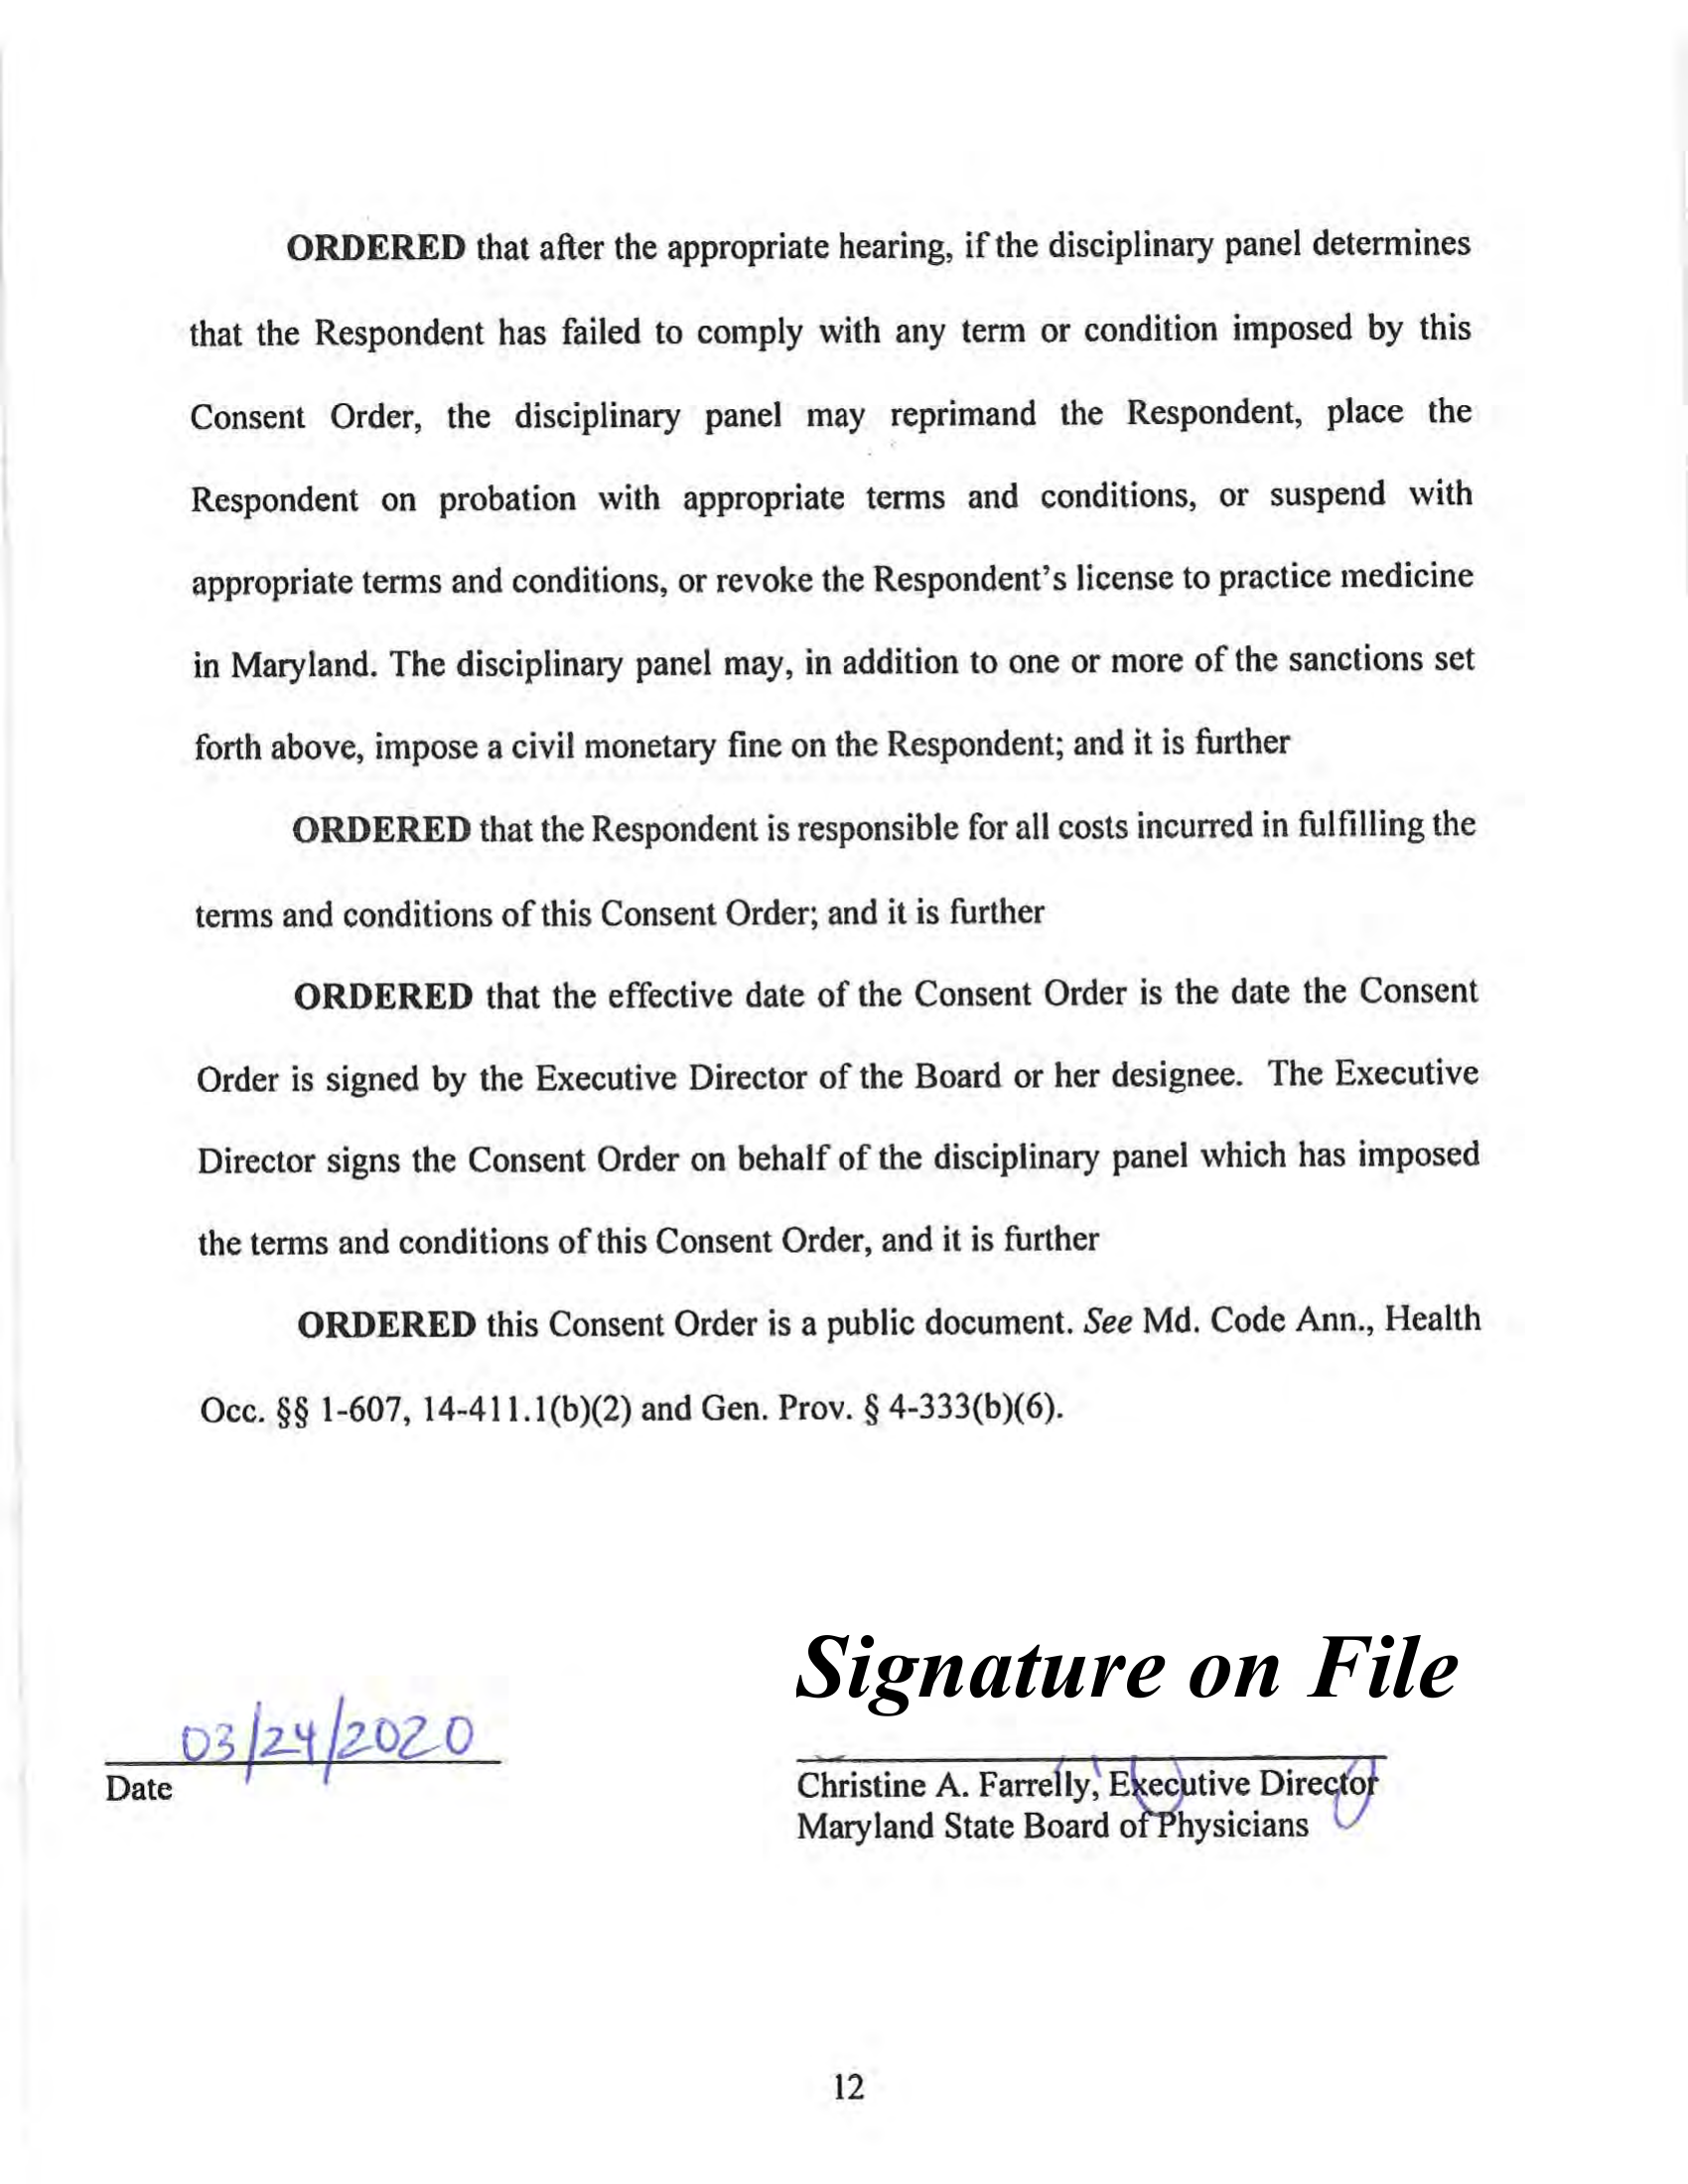 ORDERED that after the appropriate hearing, if the disciplinary panel determines
that the Respondent has failed to comply with any term or condition imposed by this
Consent Order, the disciplinary panel may reprimand the Respondent, place the
Respondent on probation with appropriate terms and conditions, or suspend with
appropriate terms and conditions, or revoke the Respondent's license to practice medicine
in Maryland. The disciplinary panel may, in addition to one or more of the sanctions set
forth above, impose a civil monetary fine on the Respondent; and it is further
ORDERED that the Respondent is responsible for all costs incurred in fulfilling the
terms and conditions of this Consent Order; and it is further
ORDERED that the effective date of the Consent Order is the date the Consent
Order is signed by the Executive Director of the Board or her designee. The Executive
Director signs the Consent Order on behalf of the disciplinary panel which has imposed
the terms and conditions of this Consent Order, and it is further
ORDERED this Consent Order is a public document. See Md. Code Ann., Health
Occ. §§ 1-607, 14-411.1(b)(2) and Gen. Prov. § 4-333(b)(6).
Signature on File
03/24/2020
Date
Christine A. Farrelly, Executive Director
Maryland State Board of Physicians
12